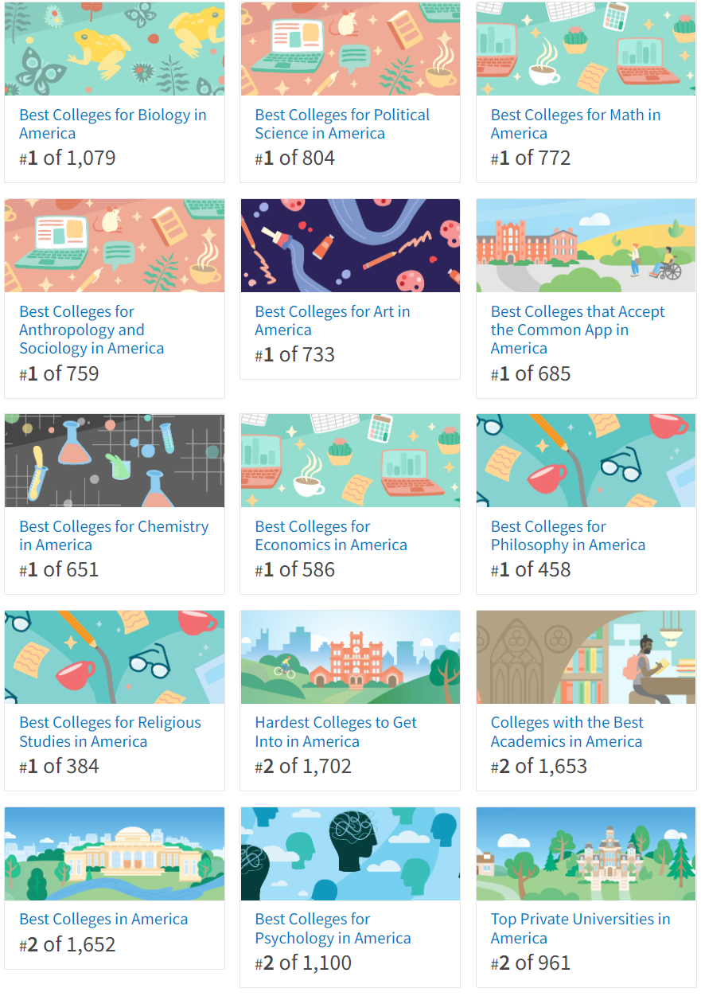 Best Colleges for Biology in
America
#1 of 1,079
Best Colleges for Political
Science in America
#1 of 804
Best Colleges for Math in
America
#1 of 772
Best Colleges for
Anthropology and
Sociology in America
#1 of 759
Best Colleges for Art in
America
#1 of 733
Best Colleges that Accept
the Common App in
America
#1 of 685
Best Colleges for Chemistry
in America
#1 of 651
Best Colleges for
Economics in America
#1 of 586
Best Colleges for
Philosophy in America
#1 of 458
Best Colleges for Religious
Studies in America
#1 of 384
Hardest Colleges to Get
Into in America
#2 of 1,702
Colleges with the Best
Academics in America
#2 of 1,653
Best Colleges in America
#2 of 1,652
Best Colleges for
Psychology in America
#2 of 1,100
Top Private Universities in
America
#2 of 961